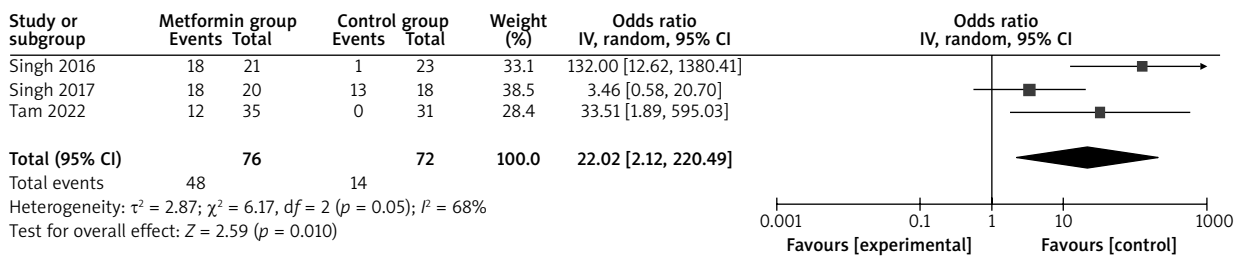 Study or Metformin group Control group Weight Odds ratio Odds ratio
subgroup Events Total Events Total (%) IV, random, 95% CI IV, random, 95% CI
Singh 2016 18 21 1 23 33.1 132.00 [12.62, 1380.41]
Singh 2017 18 20 13 18 38.5 3.46 [0.58, 20.70]
Tam 2022 12 35 0 31 28.4 33.51 [1.89, 595.03]
Total (95% CI) 76 72 100.0 22.02 [2.12, 220.49]
Total events 48 14
Heterogeneity: τ² = 2.87; χ² = 6.17, df = 2 (p = 0.05); I² = 68%
Test for overall effect: Z = 2.59 (p = 0.010)
0.001 0.1 1 10 1000
Favours [experimental] Favours [control]